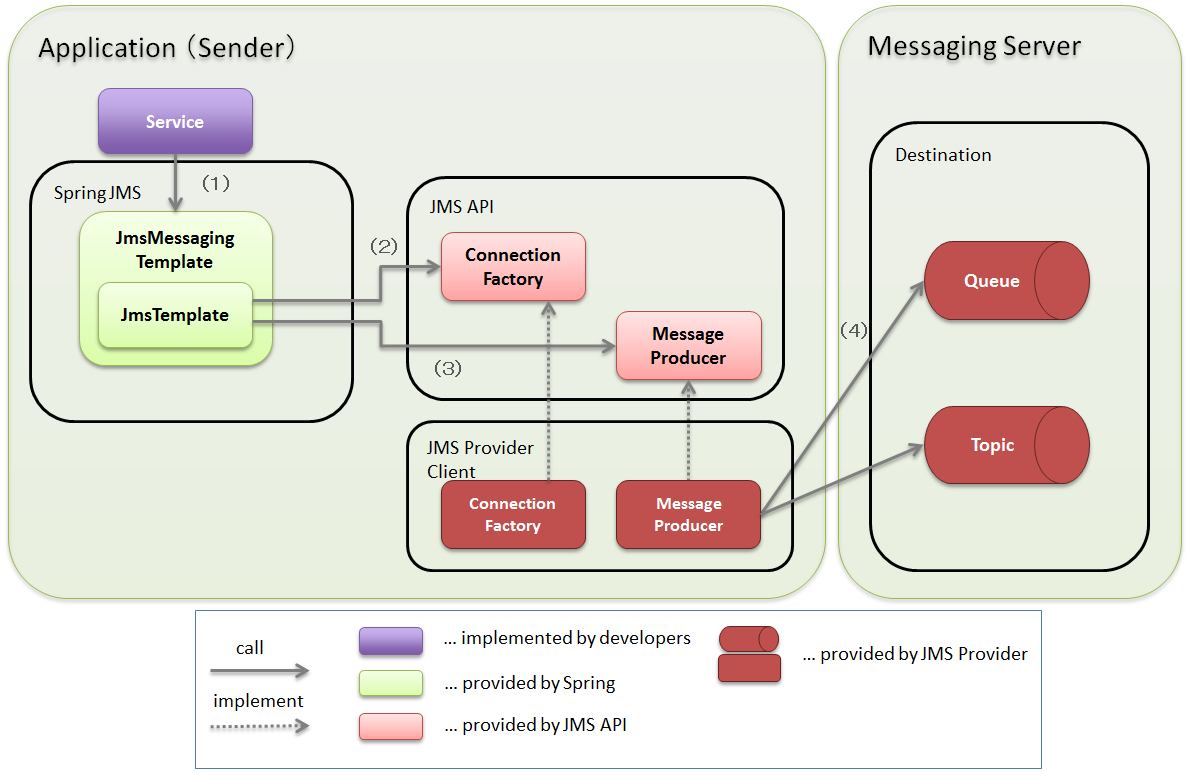 Application （Sender）
Messaging Server
Service
Destination
(1)
Spring JMS
JMS API
JmsMessaging
Template
(2)
Connection
Factory
JmsTemplate
Queue
Message
Producer
(4)
(3)
JMS Provider
Client
Topic
Connection
Factory
Message
Producer
call
... implemented by developers
... provided by JMS Provider
... provided by Spring
implement
... provided by JMS API